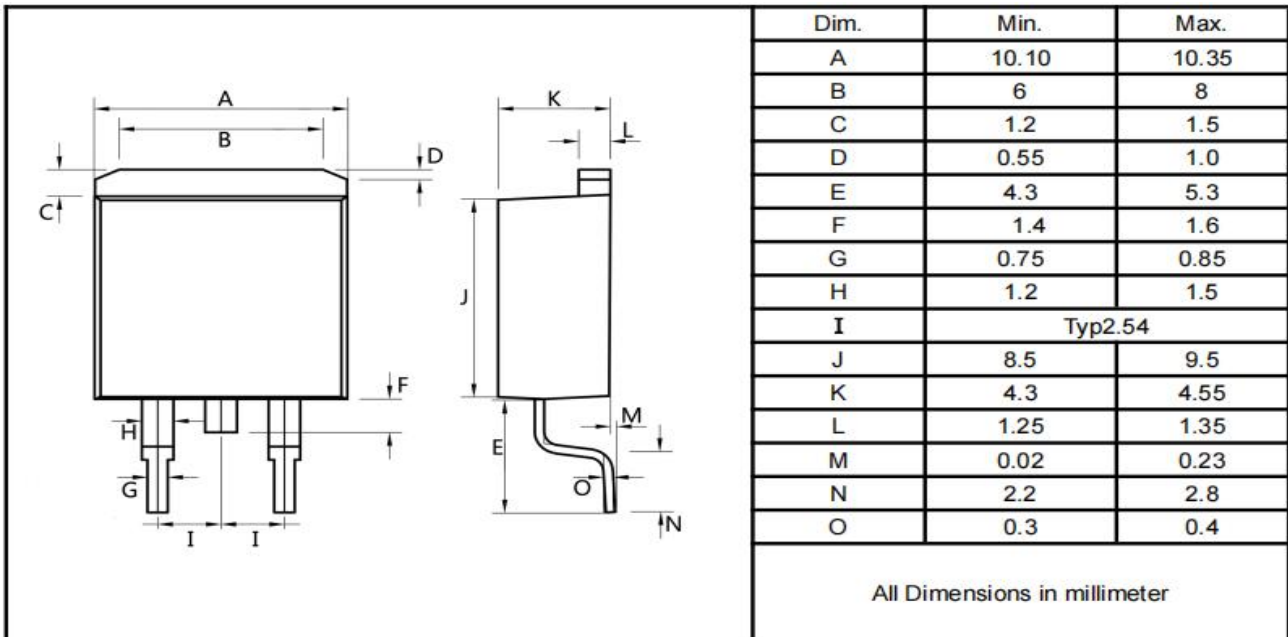 A
B
D
C
F
H
G
I I
K
L
J
M
E
O
N
Dim. Min. Max.
A 10.10 10.35
B 6 8
C 1.2 1.5
D 0.55 1.0
E 4.3 5.3
F 1.4 1.6
G 0.75 0.85
H 1.2 1.5
I Typ2.54
J 8.5 9.5
K 4.3 4.55
L 1.25 1.35
M 0.02 0.23
N 2.2 2.8
O 0.3 0.4
All Dimensions in millimeter